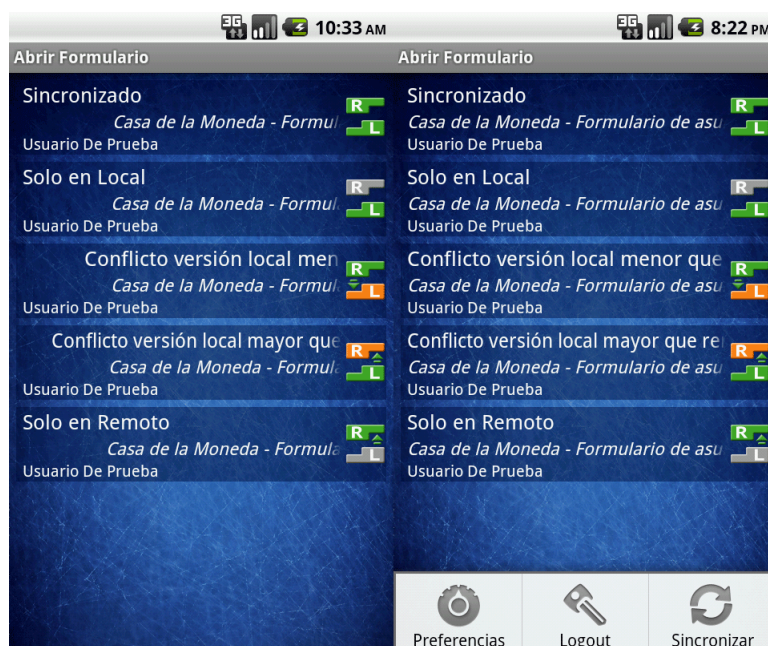 3G 10:33 AM
Abrir Formulario
Sincronizado
Casa de la Moneda - Formul
Usuario De Prueba
R
L
Solo en Local
Casa de la Moneda - Formul
Usuario De Prueba
R
L
Conflicto versión local men
Casa de la Moneda - Formul
Usuario De Prueba
R
L
Conflicto versión local mayor que
Casa de la Moneda - Formul
Usuario De Prueba
R
L
Solo en Remoto
Casa de la Moneda - Formula
Usuario De Prueba
R
L
3G 8:22 PM
Abrir Formulario
Sincronizado
Casa de la Moneda - Formulario de asu
Usuario De Prueba
R
L
Solo en Local
Casa de la Moneda - Formulario de asu
Usuario De Prueba
R
L
Conflicto versión local menor que
Casa de la Moneda - Formulario de asu
Usuario De Prueba
R
L
Conflicto versión local mayor que re
Casa de la Moneda - Formulario de asu
Usuario De Prueba
R
L
Solo en Remoto
Casa de la Moneda - Formulario de asu
Usuario De Prueba
R
L
Preferencias
Logout
Sincronizar